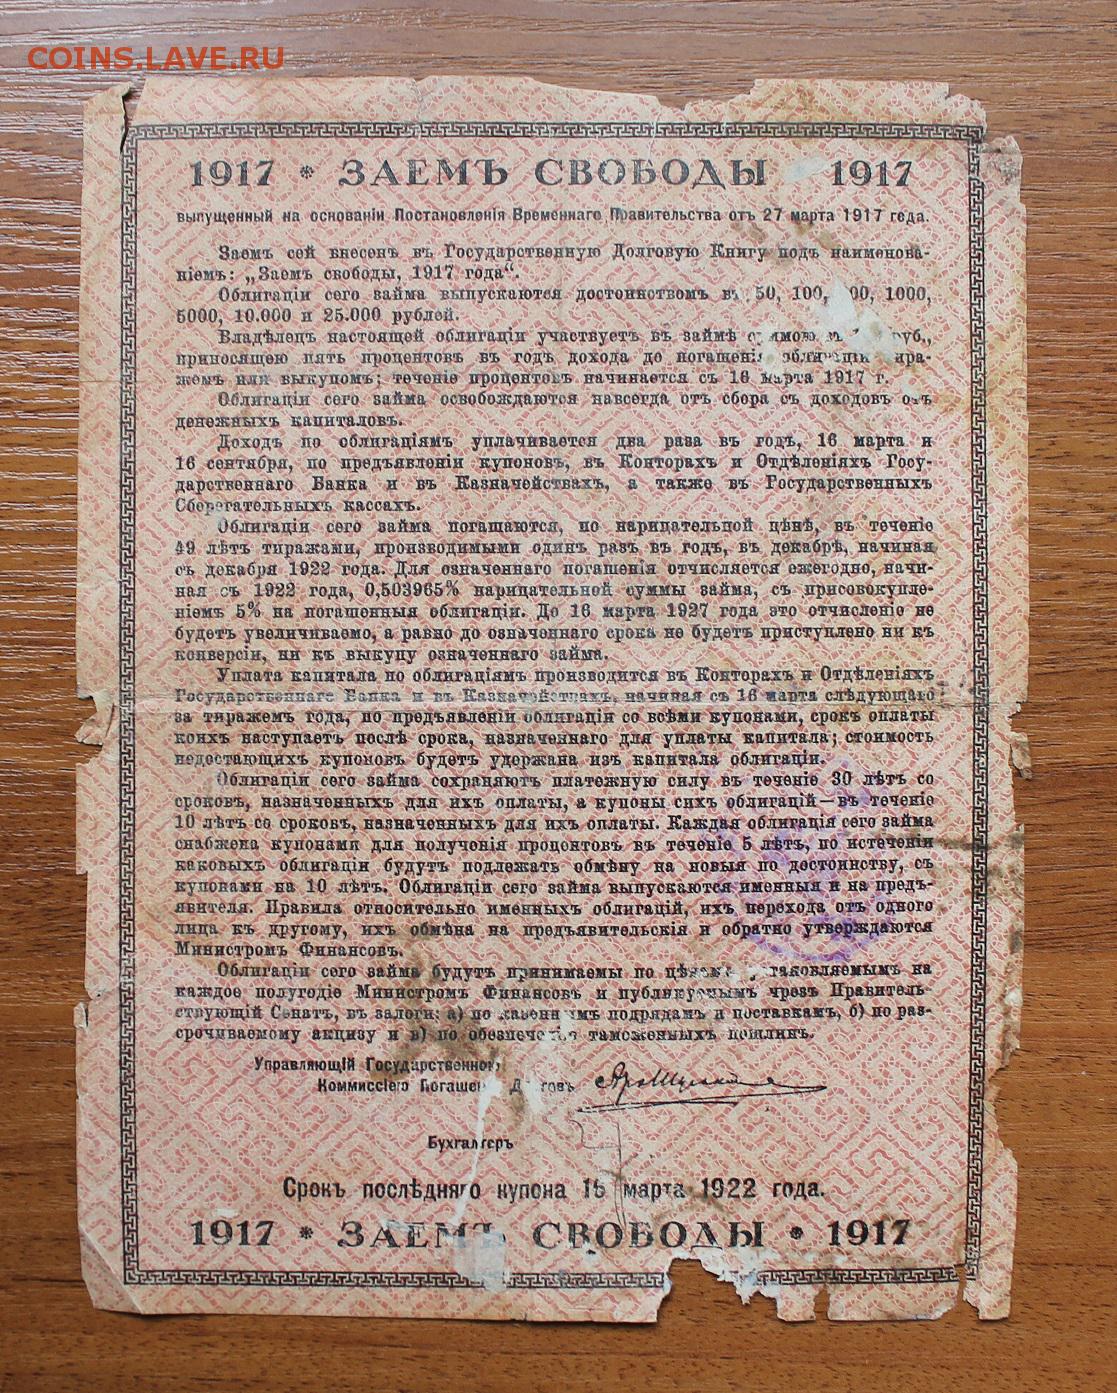 COINS.LAVE.RU
1917 * ЗАЕМЪ СВОБОДЫ 1917
выпущенный на основаніи Постановленія Временнаго Правительства отъ 27 марта 1917 года.
Заемъ сей внесенъ въ Государственную Долговую Книгу подъ наименова-
ніемъ: „Заемъ свободы, 1917 года“.
Облигаціи сего займа выпускаются достоинствомъ въ 50, 100, 1000,
5000, 10.000 и 25.000 рублей.
Владѣлецъ настоящей облигаціи участвуетъ въ займѣ суммою въ руб.,
приносящею пять процентовъ въ годъ дохода до погашенія облигаціи тира-
жемъ или выкупомъ; теченіе процентовъ начинается съ 16 марта 1917 г.
Облигаціи сего займа освобождаются навсегда отъ сбора съ доходовъ отъ
денежныхъ капиталовъ.
Доходъ по облигаціямъ уплачивается два раза въ годъ, 16 марта и
16 сентября, по предъявленіи купоновъ, въ Конторахъ и Отдѣленіяхъ Госу-
дарственнаго Банка и въ Казначействахъ, а также въ Государственныхъ
Сберегательныхъ кассахъ.
Облигаціи сего займа погашаются, по нарицательной цѣнѣ, въ теченіе
49 лѣтъ тиражами, производимыми одинъ разъ въ годъ, въ декабрѣ, начиная
съ декабря 1922 года. Для означеннаго погашенія отчисляется ежегодно, начи-
ная съ 1922 года, 0,503965% нарицательной суммы займа, съ присовокупле-
ніемъ 5% на погашенныя облигаціи. До 16 марта 1927 года это отчисленіе не
будетъ увеличиваемо, а равно до означеннаго срока не будетъ приступлено ни къ
конверсіи, ни къ выкупу означеннаго займа.
Уплата капитала по облигаціямъ производится въ Конторахъ и Отдѣленіяхъ
Государственнаго Банка и въ Казначействахъ, начиная съ 16 марта слѣдующаго
за тиражемъ года, по предъявленіи облигаціи со всѣми купонами, срокъ оплаты
коихъ наступаетъ послѣ срока, назначеннаго для уплаты капитала; стоимость
недостающихъ купоновъ будетъ удержана изъ капитала облигаціи.
Облигаціи сего займа сохраняютъ платежную силу въ теченіе 30 лѣтъ со
сроковъ, назначенныхъ для ихъ оплаты, а купоны сихъ облигацій—въ теченіе
10 лѣтъ со сроковъ, назначенныхъ для ихъ оплаты. Каждая облигація сего займа
снабжена купонами для полученія процентовъ въ теченіе 5 лѣтъ, по истеченіи
каковыхъ облигаціи будутъ подлежать обмѣну на новыя по достоинству, съ
купонами на 10 лѣтъ. Облигаціи сего займа выпускаются именныя и на предъ-
явителя. Правила относительно именныхъ облигацій, ихъ перехода отъ одного
лица къ другому, ихъ обмѣна на предъявительскія и обратно утверждаются
Министромъ Финансовъ.
Облигаціи сего займа будутъ принимаемы по цѣнамъ, установляемымъ на
каждое полугодіе Министромъ Финансовъ и публикуемымъ чрезъ Правитель-
ствующій Сенатъ, въ залоги: а) по казеннымъ подрядамъ и поставкамъ, б) по раз-
срочиваемому акцизу и в) по обезпеченію таможенныхъ пошлинъ.
Управляющій Государственною
Коммиссіею Погашенія Долговъ
Бухгалтеръ
Срокъ послѣдняго купона 16 марта 1922 года.
1917 * ЗАЕМЪ СВОБОДЫ * 1917